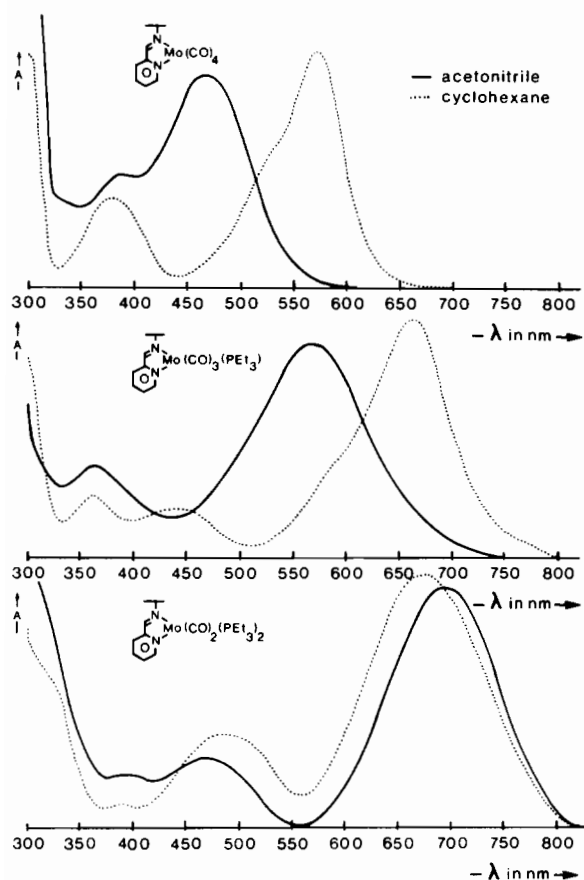 N
Mo(CO)4
N
↑
A
— acetonitrile
····· cyclohexane
300 350 400 450 500 550 600 650 700 750 800
– λ in nm →
↑
A
N
Mo(CO)3(PEt3)
N
300 350 400 450 500 550 600 650 700 750 800
– λ in nm →
↑
A
N
Mo(CO)2(PEt3)2
N
300 350 400 450 500 550 600 650 700 750 800
– λ in nm →